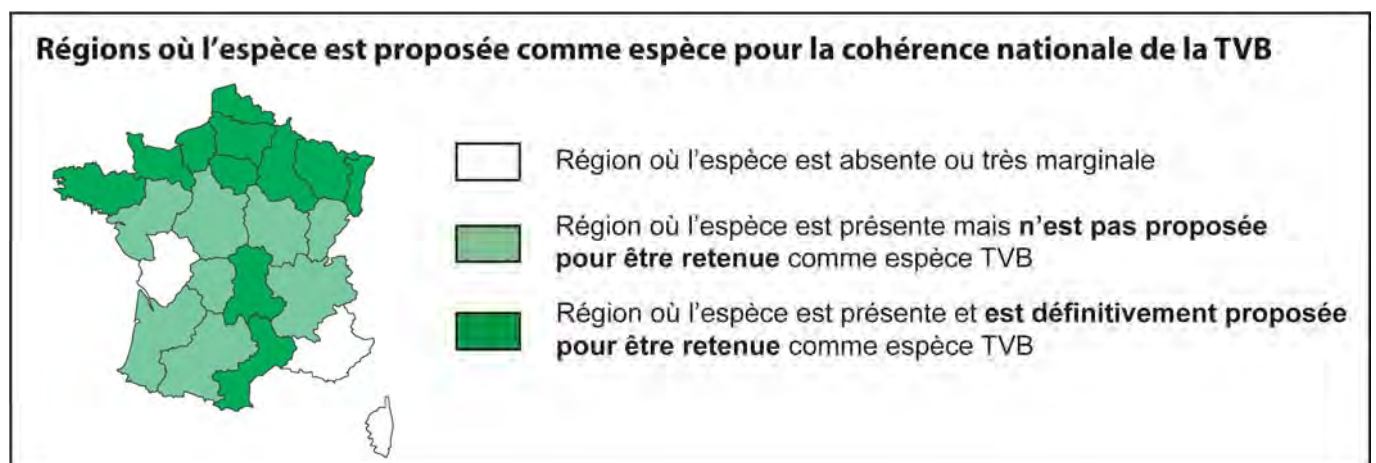 Régions où l'espèce est proposée comme espèce pour la cohérence nationale de la TVB
Région où l'espèce est absente ou très marginale
Région où l'espèce est présente mais n'est pas proposée
pour être retenue comme espèce TVB
Région où l'espèce est présente et est définitivement proposée
pour être retenue comme espèce TVB